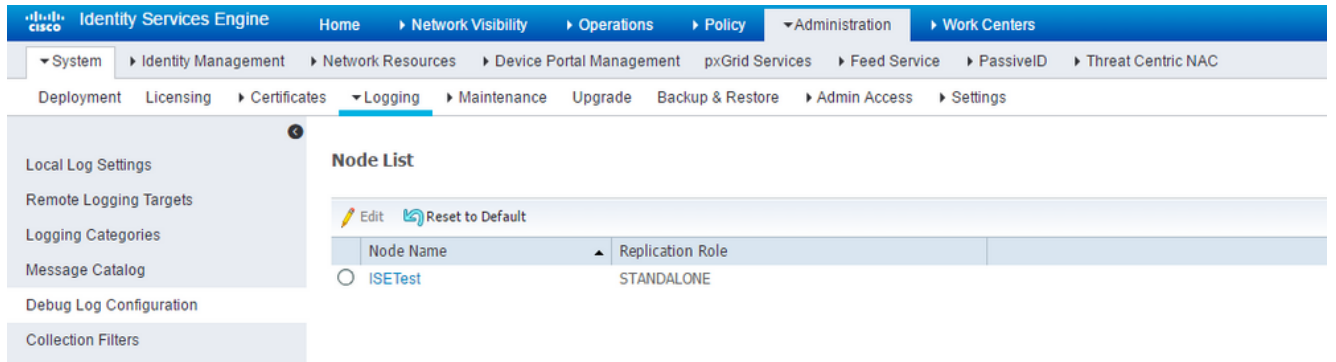 cisco Identity Services Engine Home Network Visibility Operations Policy Administration Work Centers
System Identity Management Network Resources Device Portal Management pxGrid Services Feed Service PassiveID Threat Centric NAC
Deployment Licensing Certificates Logging Maintenance Upgrade Backup & Restore Admin Access Settings
Local Log Settings
Remote Logging Targets
Logging Categories
Message Catalog
Debug Log Configuration
Collection Filters
Node List
Edit Reset to Default
Node Name Replication Role
ISETest STANDALONE